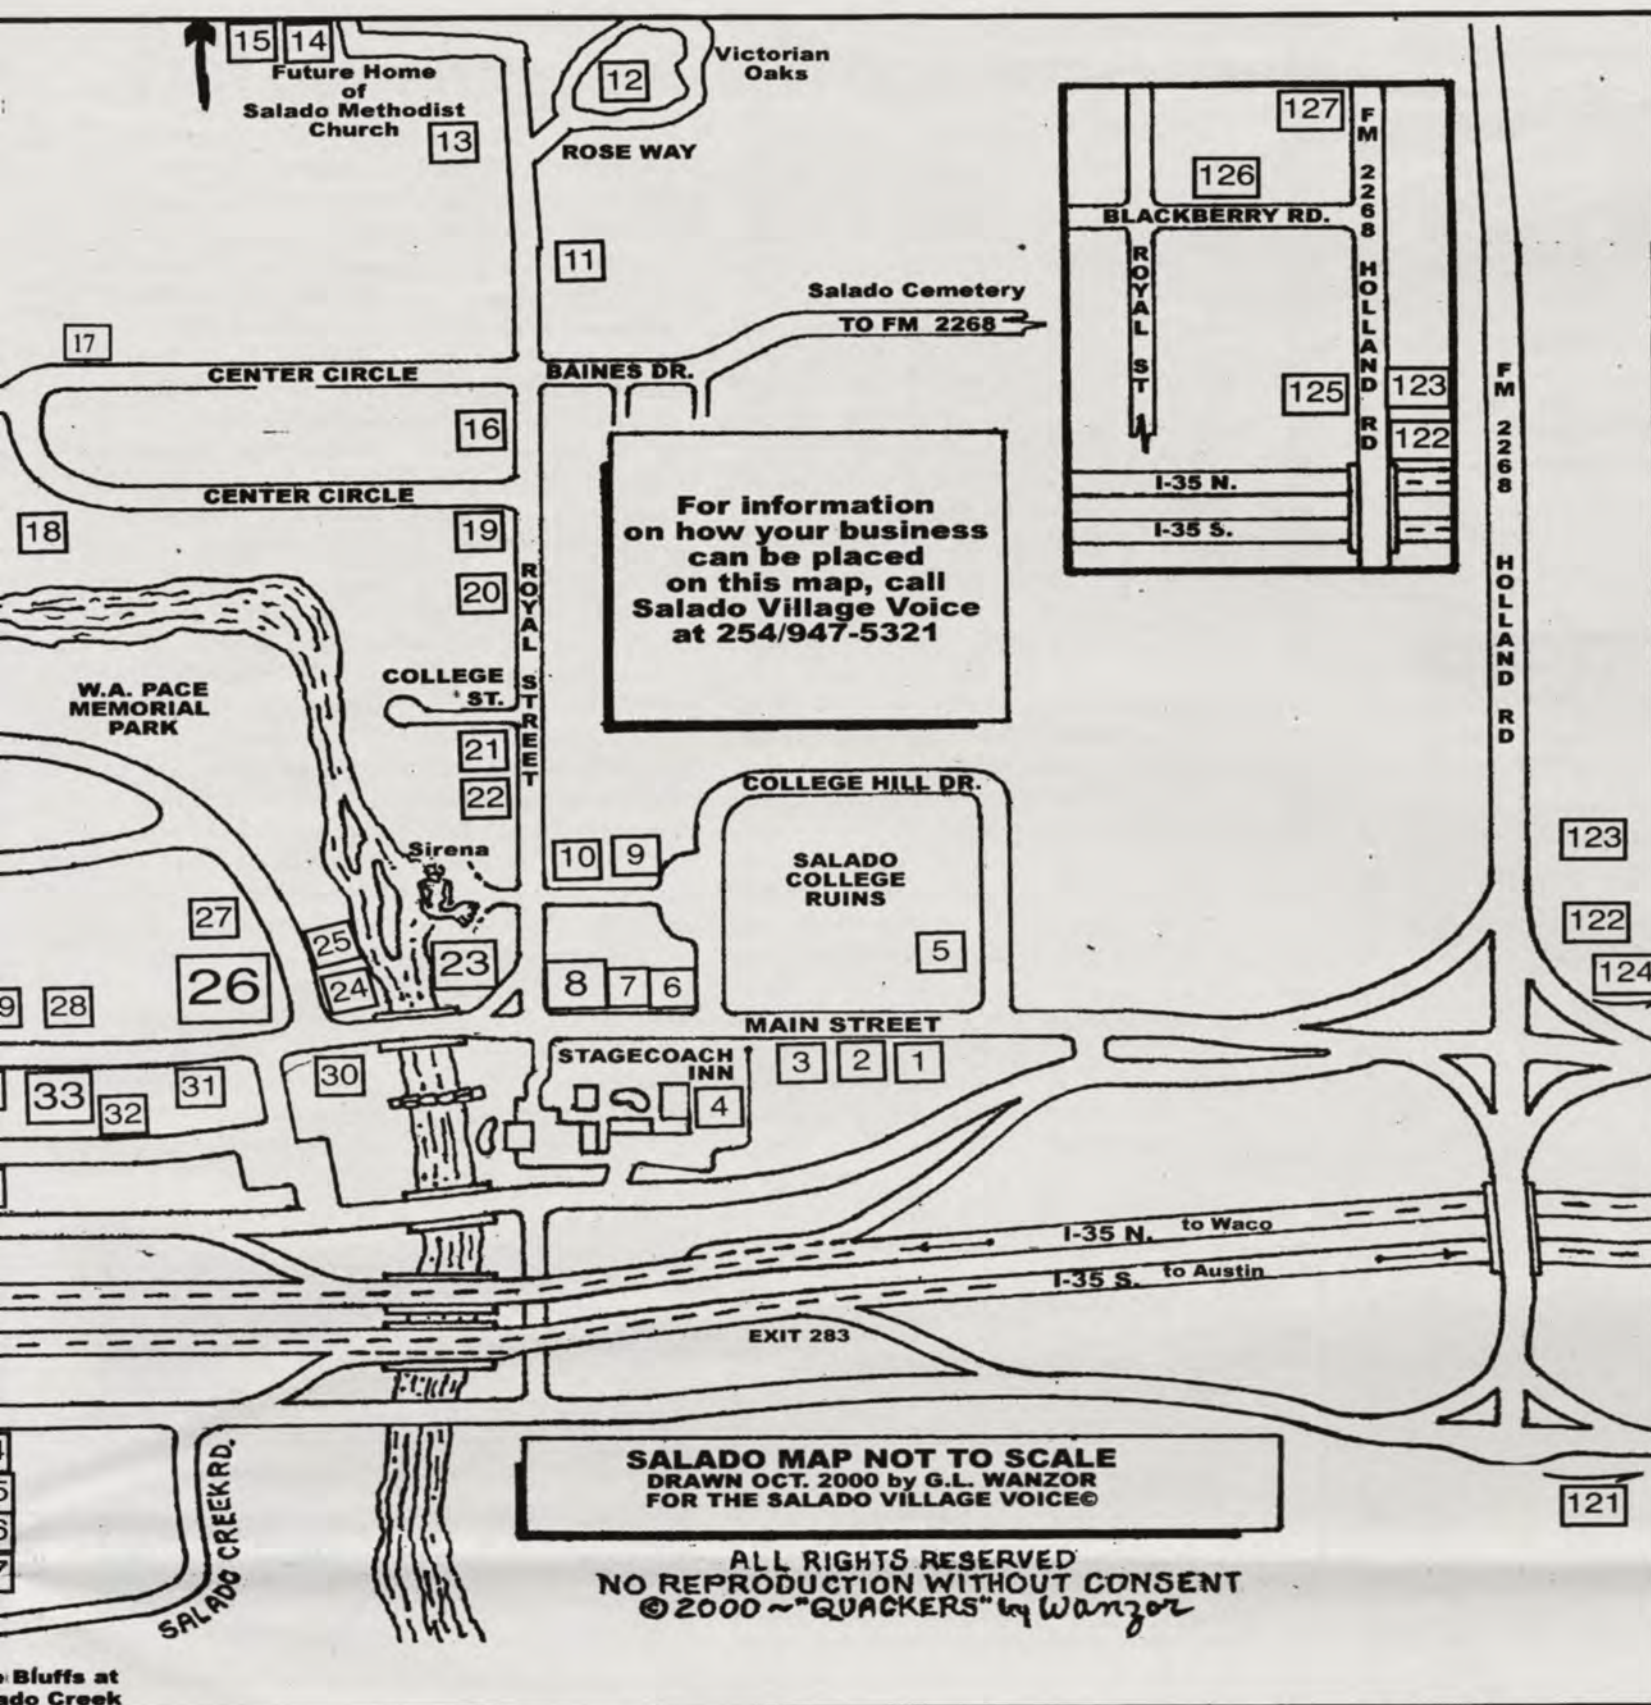 15
14
Future Home
of
Salado Methodist
Church
13
12
Victorian
Oaks
ROSE WAY
11
Salado Cemetery
TO FM 2268
17
CENTER CIRCLE
BAINES DR.
16
CENTER CIRCLE
18
19
20
ROYAL STREET
For information
on how your business
can be placed
on this map, call
Salado Village Voice
at 254/947-5321
127
126
BLACKBERRY RD.
FM 2268 HOLLAND RD
ROYAL ST
125
123
122
I-35 N.
I-35 S.
FM 2268 HOLLAND RD
W.A. PACE
MEMORIAL
PARK
COLLEGE
ST.
21
22
Sirena
10
9
COLLEGE HILL DR.
SALADO
COLLEGE
RUINS
5
123
122
124
27
25
24
26
23
8
7
6
9
28
MAIN STREET
STAGECOACH
INN
3
2
1
4
33
32
31
30
I-35 N.
to Waco
I-35 S.
to Austin
EXIT 283
SALADO CREEK RD.
SALADO MAP NOT TO SCALE
DRAWN OCT. 2000 by G.L. WANZOR
FOR THE SALADO VILLAGE VOICE©
121
ALL RIGHTS RESERVED
NO REPRODUCTION WITHOUT CONSENT
©2000~"QUACKERS" by Wanzor
Bluffs at
ado Creek